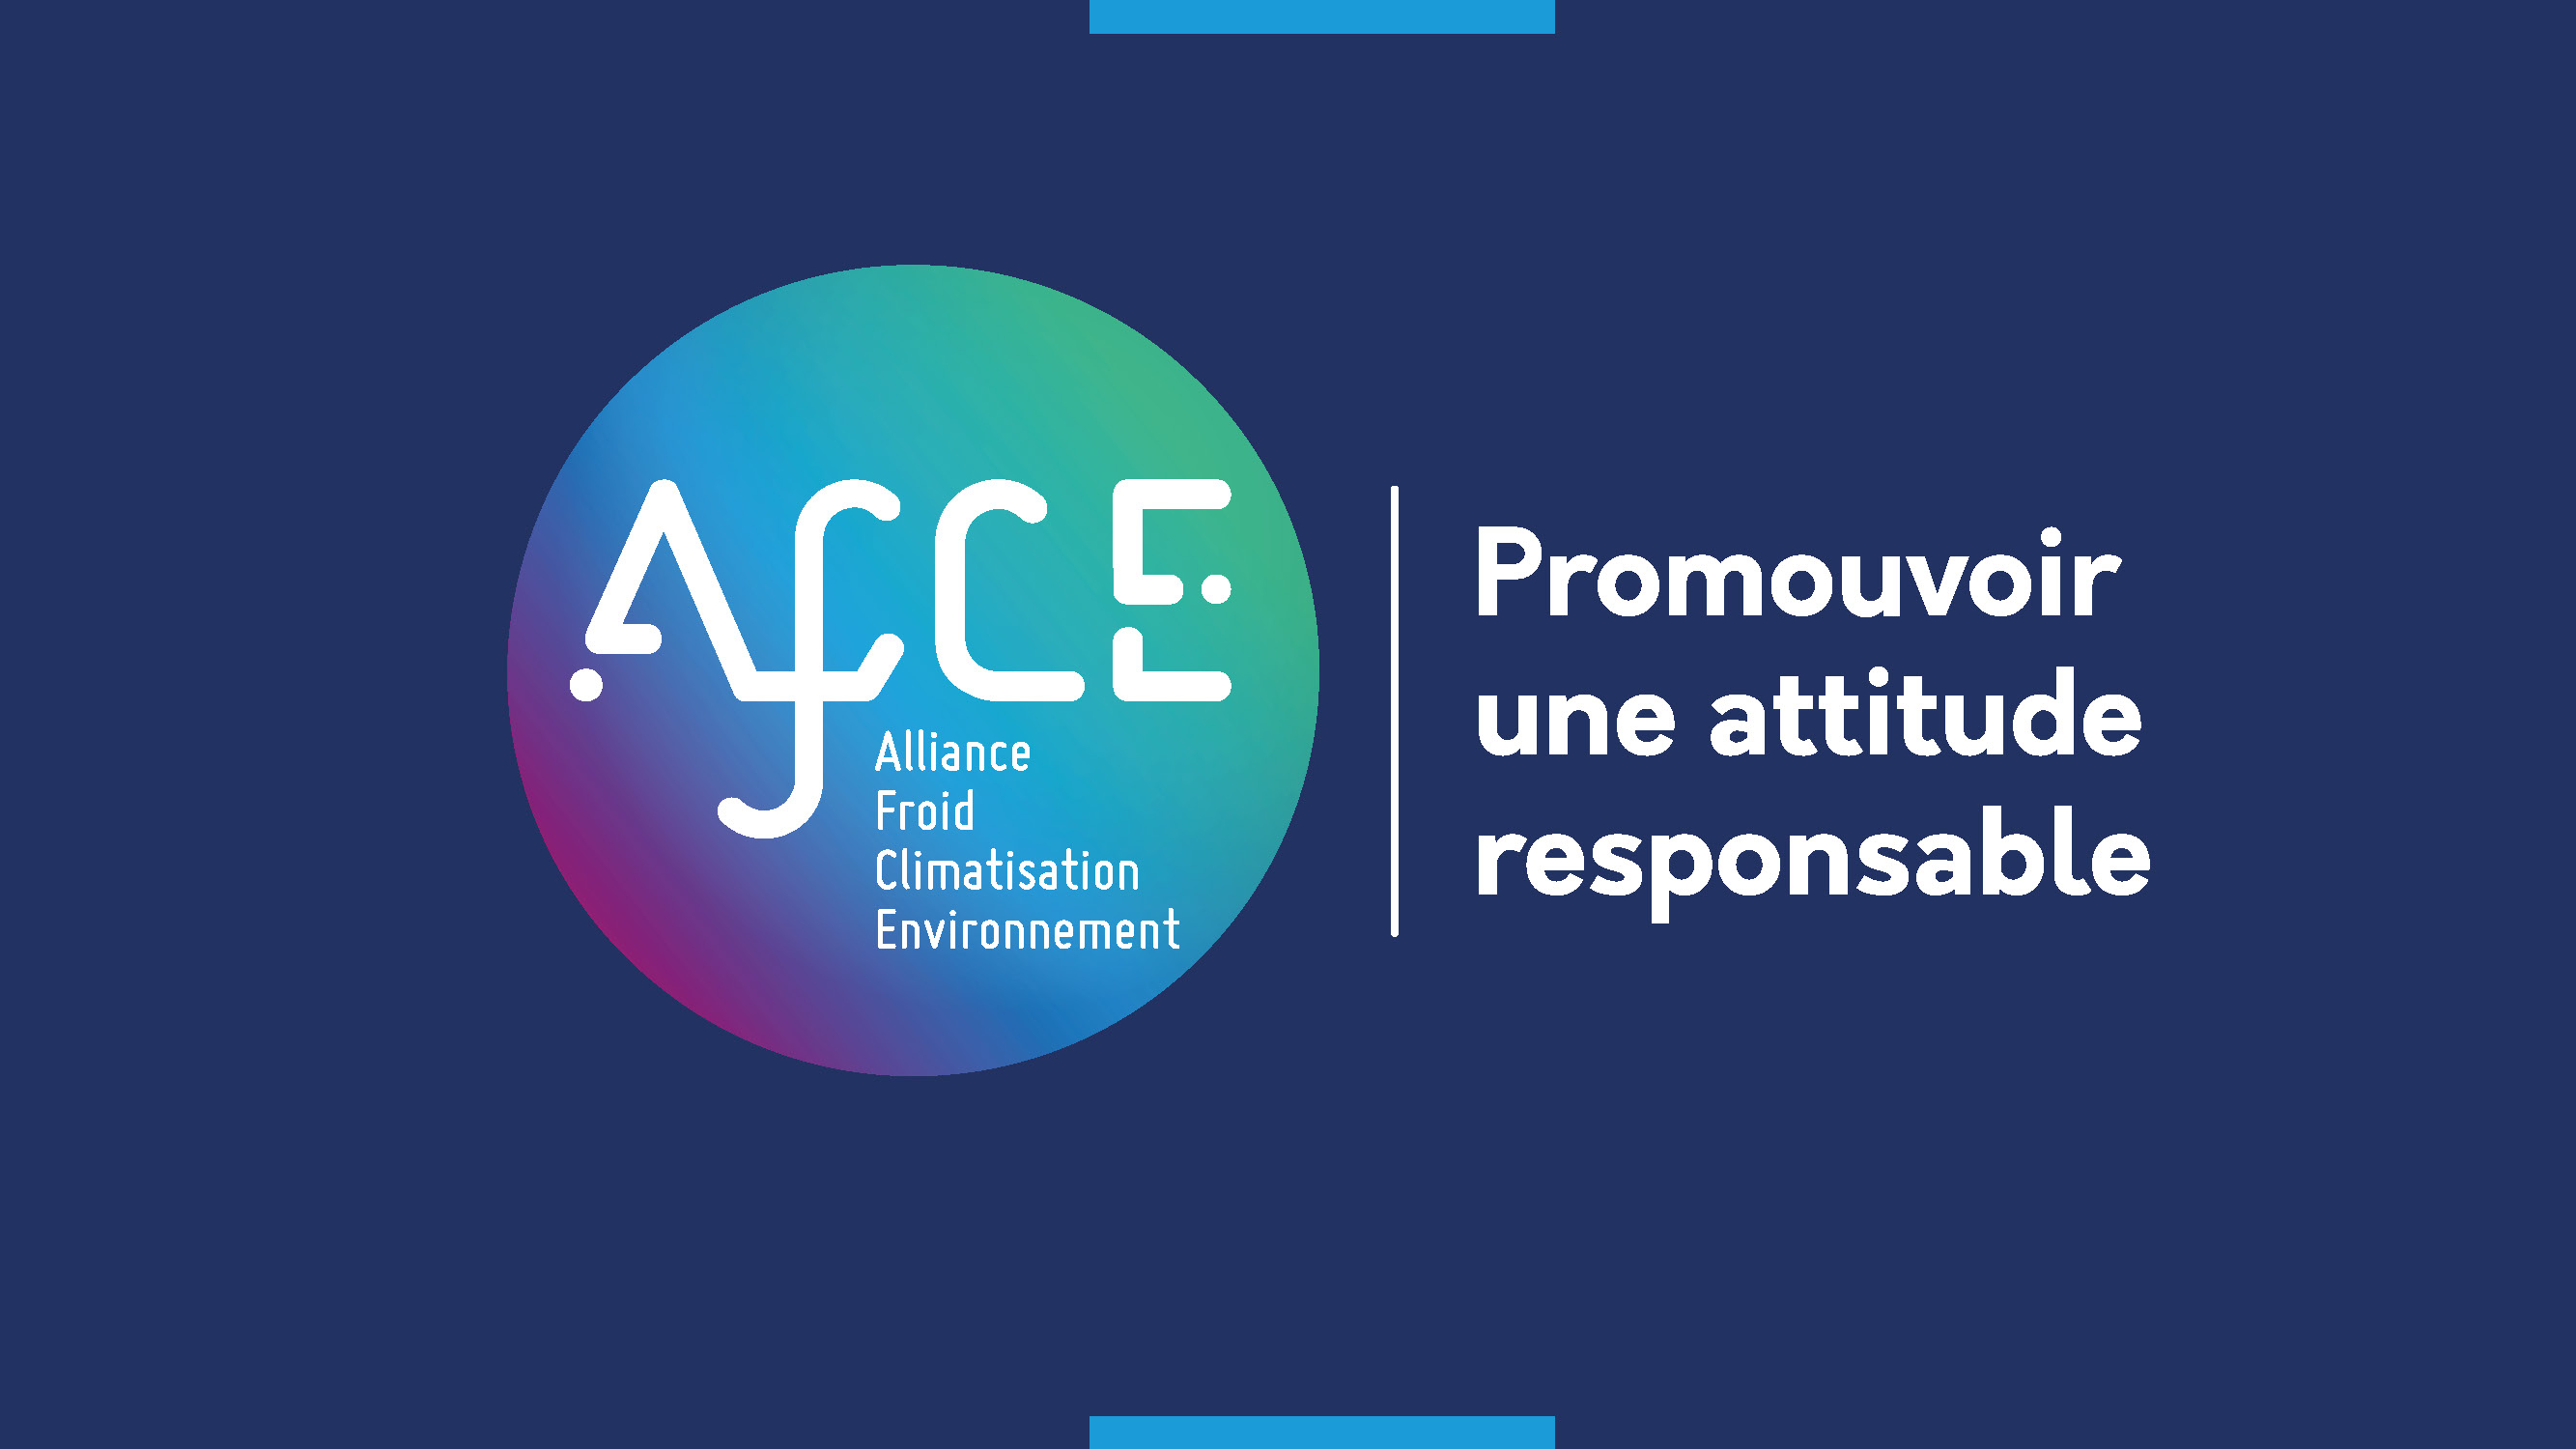 AfCE
Alliance
Froid
Climatisation
Environnement
Promouvoir
une attitude
responsable